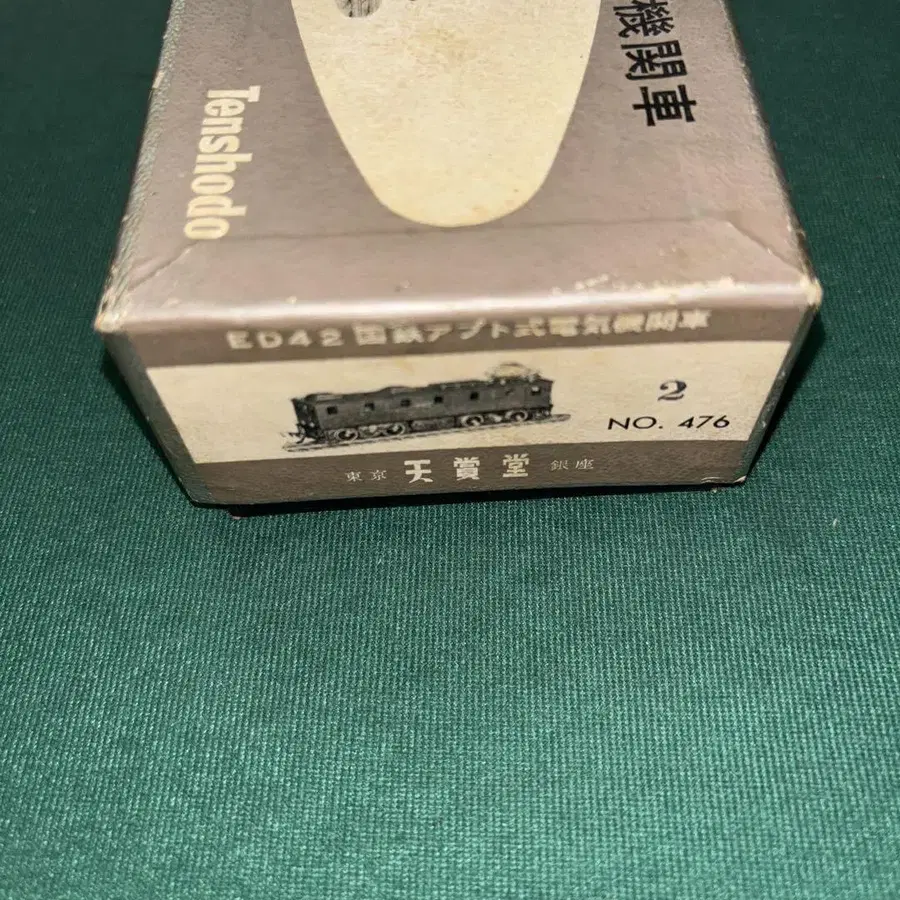 機関車
Tenshodo
ED42 国鉄アプト式電気機関車
2
NO. 476
東京 天賞堂 銀座